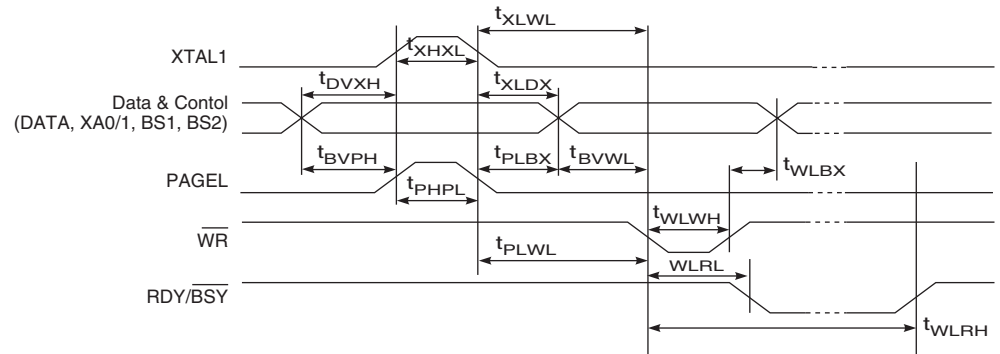 tXLWL
XTAL1
tXHXL
tDVXH
tXLDX
Data & Contol
(DATA, XA0/1, BS1, BS2)
tBVPH
tPLBX
tBVWL
tWLBX
PAGEL
tPHPL
tWLWH
WR
tPLWL
WLRL
RDY/BSY
tWLRH